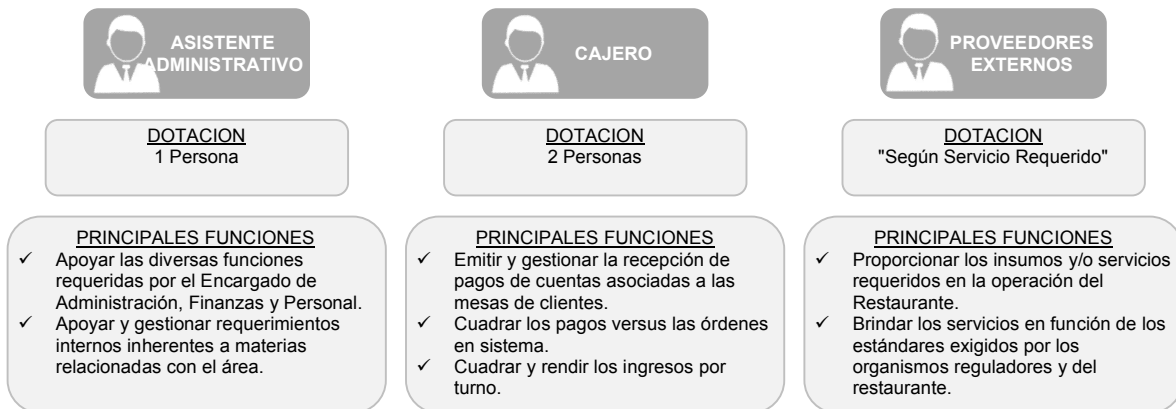 ASISTENTE
ADMINISTRATIVO
DOTACION
1 Persona
PRINCIPALES FUNCIONES
✓ Apoyar las diversas funciones
requeridas por el Encargado de
Administración, Finanzas y Personal.
✓ Apoyar y gestionar requerimientos
internos inherentes a materias
relacionadas con el área.
CAJERO
DOTACION
2 Personas
PRINCIPALES FUNCIONES
✓ Emitir y gestionar la recepción de
pagos de cuentas asociadas a las
mesas de clientes.
✓ Cuadrar los pagos versus las órdenes
en sistema.
✓ Cuadrar y rendir los ingresos por
turno.
PROVEEDORES
EXTERNOS
DOTACION
"Según Servicio Requerido"
PRINCIPALES FUNCIONES
✓ Proporcionar los insumos y/o servicios
requeridos en la operación del
Restaurante.
✓ Brindar los servicios en función de los
estándares exigidos por los
organismos reguladores y del
restaurante.